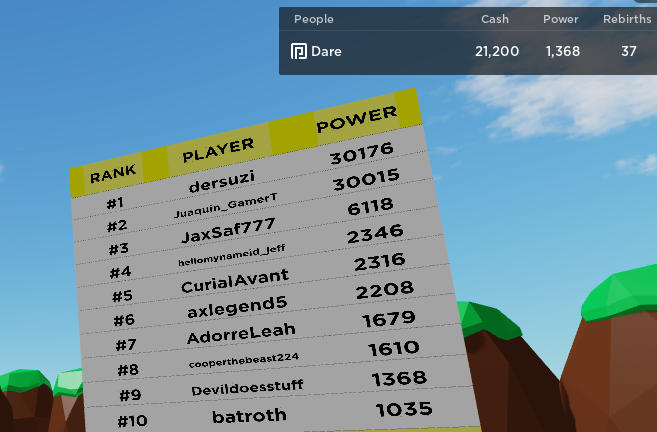 People Cash Power Rebirths
Dare 21,200 1,368 37
RANK PLAYER POWER
#1 dersuzi 30176
#2 Juaquin_GamerT 30015
#3 JaxSaf777 6118
#4 hellomynameid_jeff 2346
#5 CurialAvant 2316
#6 axlegend5 2208
#7 AdorreLeah 1679
#8 cooperthebeast224 1610
#9 Devildoesstuff 1368
#10 batroth 1035